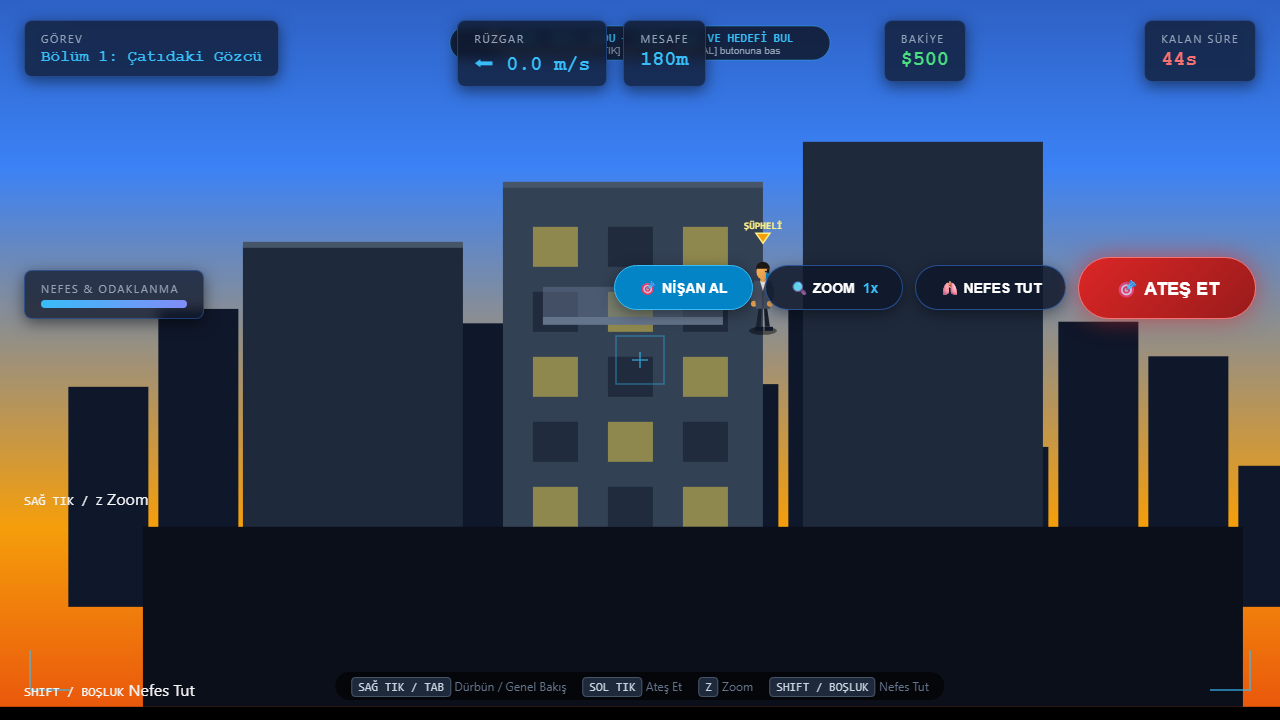 GÖREV
Bölüm 1: Çatıdaki Gözcü
RÜZGAR
0.0 m/s
MESAFE
180m
VE HEDEFİ BUL
butonuna bas
BAKİYE
$500
KALAN SÜRE
44s
ŞÜPHELİ
NEFES & ODAKLANMA
NİŞAN AL
ZOOM 1x
NEFES TUT
ATEŞ ET
SAĞ TIK / Z Zoom
SHIFT / BOŞLUK Nefes Tut
SAĞ TIK / TAB Dürbün / Genel Bakış SOL TIK Ateş Et Z Zoom SHIFT / BOŞLUK Nefes Tut